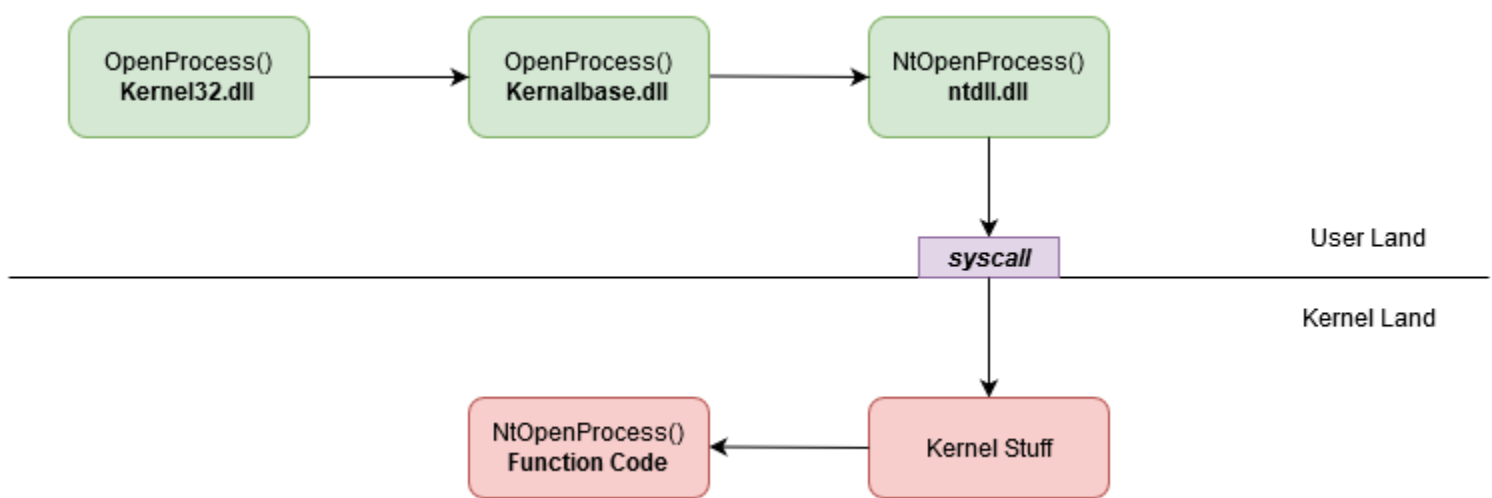 OpenProcess()
Kernel32.dll
OpenProcess()
Kernalbase.dll
NtOpenProcess()
ntdll.dll
syscall
User Land
Kernel Land
NtOpenProcess()
Function Code
Kernel Stuff